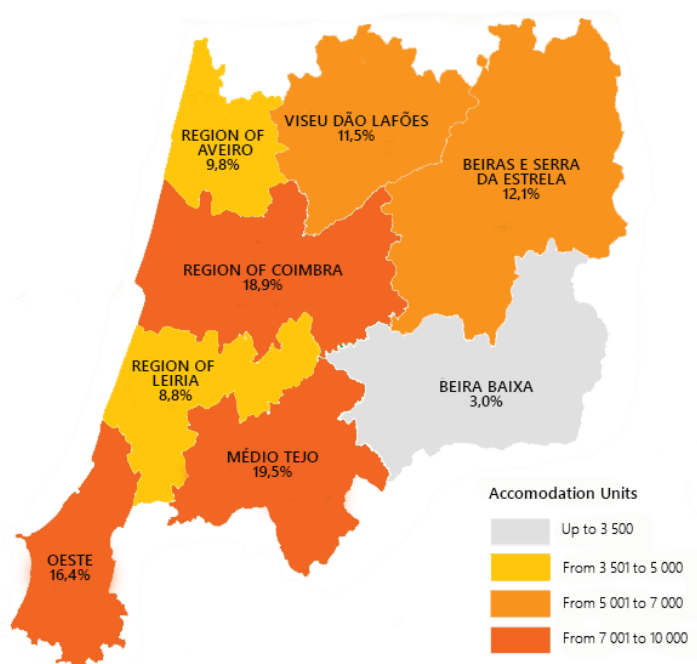 REGION OF
AVEIRO
9,8%
VISEU DÃO LAFÕES
11,5%
BEIRAS E SERRA
DA ESTRELA
12,1%
REGION OF COIMBRA
18,9%
REGION OF
LEIRIA
8,8%
BEIRA BAIXA
3,0%
MÉDIO TEJO
19,5%
OESTE
16,4%
Accomodation Units
Up to 3 500
From 3 501 to 5 000
From 5 001 to 7 000
From 7 001 to 10 000